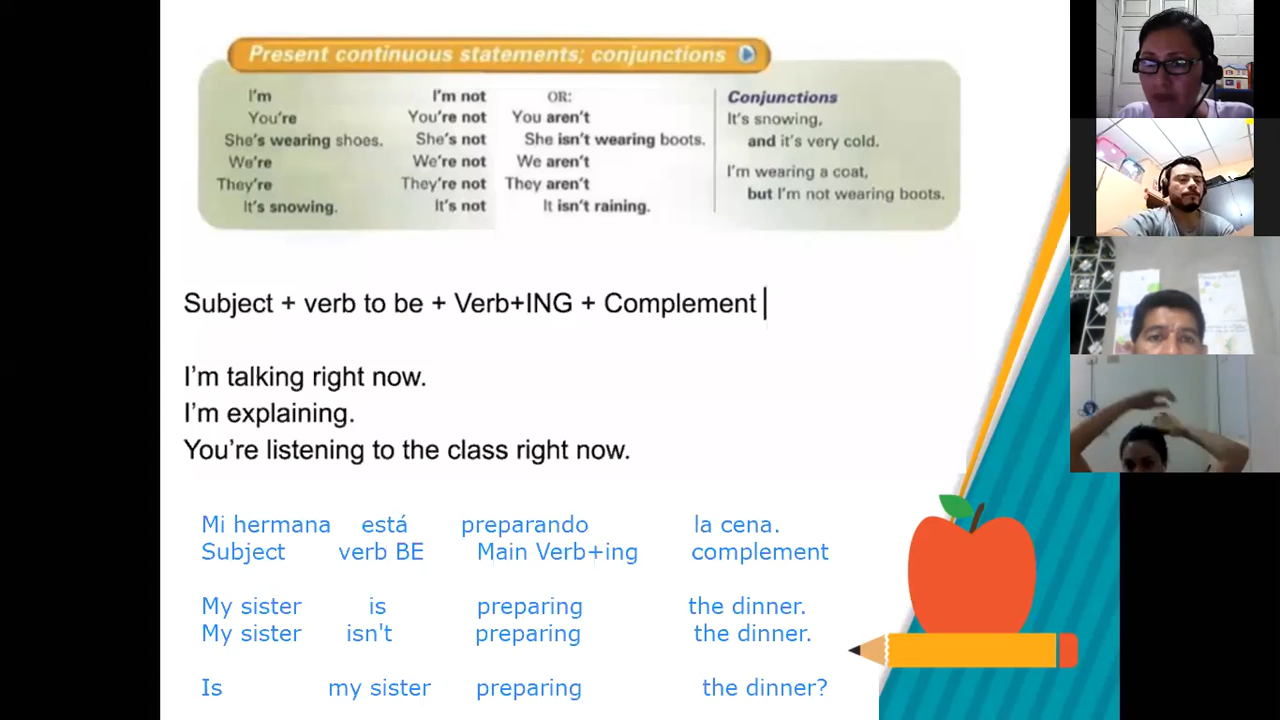 Present continuous statements; conjunctions
I'm I'm not OR: Conjunctions
You're You're not You aren't It's snowing,
She's wearing shoes. She's not She isn't wearing boots. and it's very cold.
We're We're not We aren't I'm wearing a coat,
They're They're not They aren't but I'm not wearing boots.
It's snowing. It's not It isn't raining.
Subject + verb to be + Verb+ING + Complement
I'm talking right now.
I'm explaining.
You're listening to the class right now.
Mi hermana está preparando la cena.
Subject verb BE Main Verb+ing complement
My sister is preparing the dinner.
My sister isn't preparing the dinner.
Is my sister preparing the dinner?